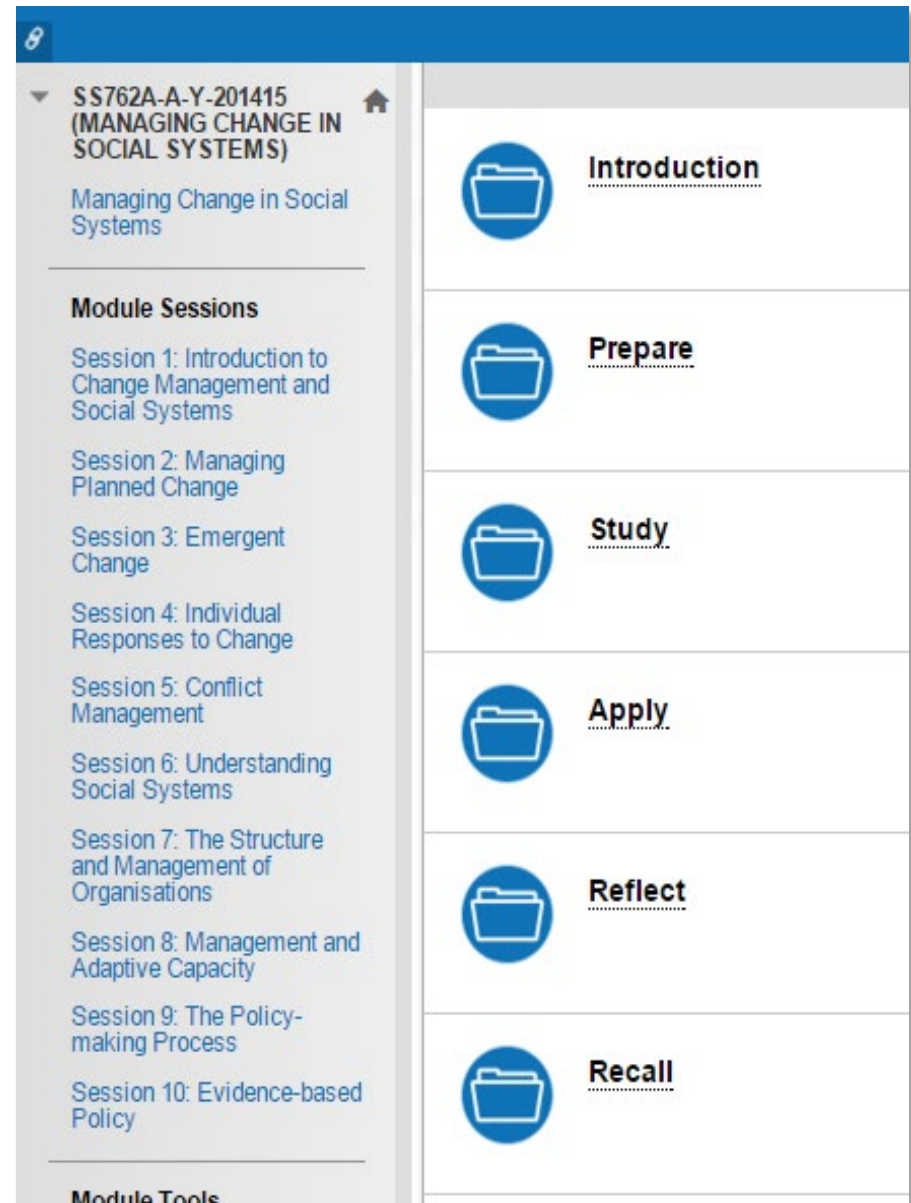 SS762A-A-Y-201415
(MANAGING CHANGE IN
SOCIAL SYSTEMS)
Managing Change in Social
Systems
Module Sessions
Session 1: Introduction to
Change Management and
Social Systems
Session 2: Managing
Planned Change
Session 3: Emergent
Change
Session 4: Individual
Responses to Change
Session 5: Conflict
Management
Session 6: Understanding
Social Systems
Session 7: The Structure
and Management of
Organisations
Session 8: Management and
Adaptive Capacity
Session 9: The Policy-
making Process
Session 10: Evidence-based
Policy
Module Tools
Introduction
Prepare
Study
Apply
Reflect
Recall